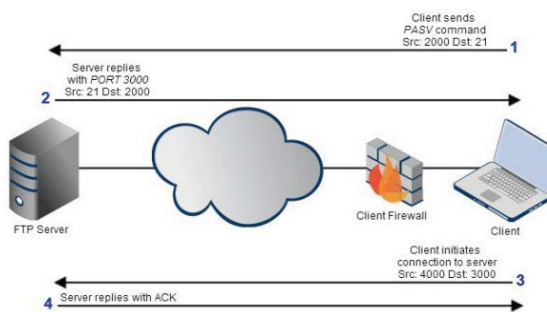 Client sends
PASV command
Src: 2000 Dst: 21
1
Server replies
with PORT 3000
Src: 21 Dst: 2000
2
FTP Server
Client Firewall
Client
Client initiates
connection to server
Src: 4000 Dst: 3000
3
4
Server replies with ACK